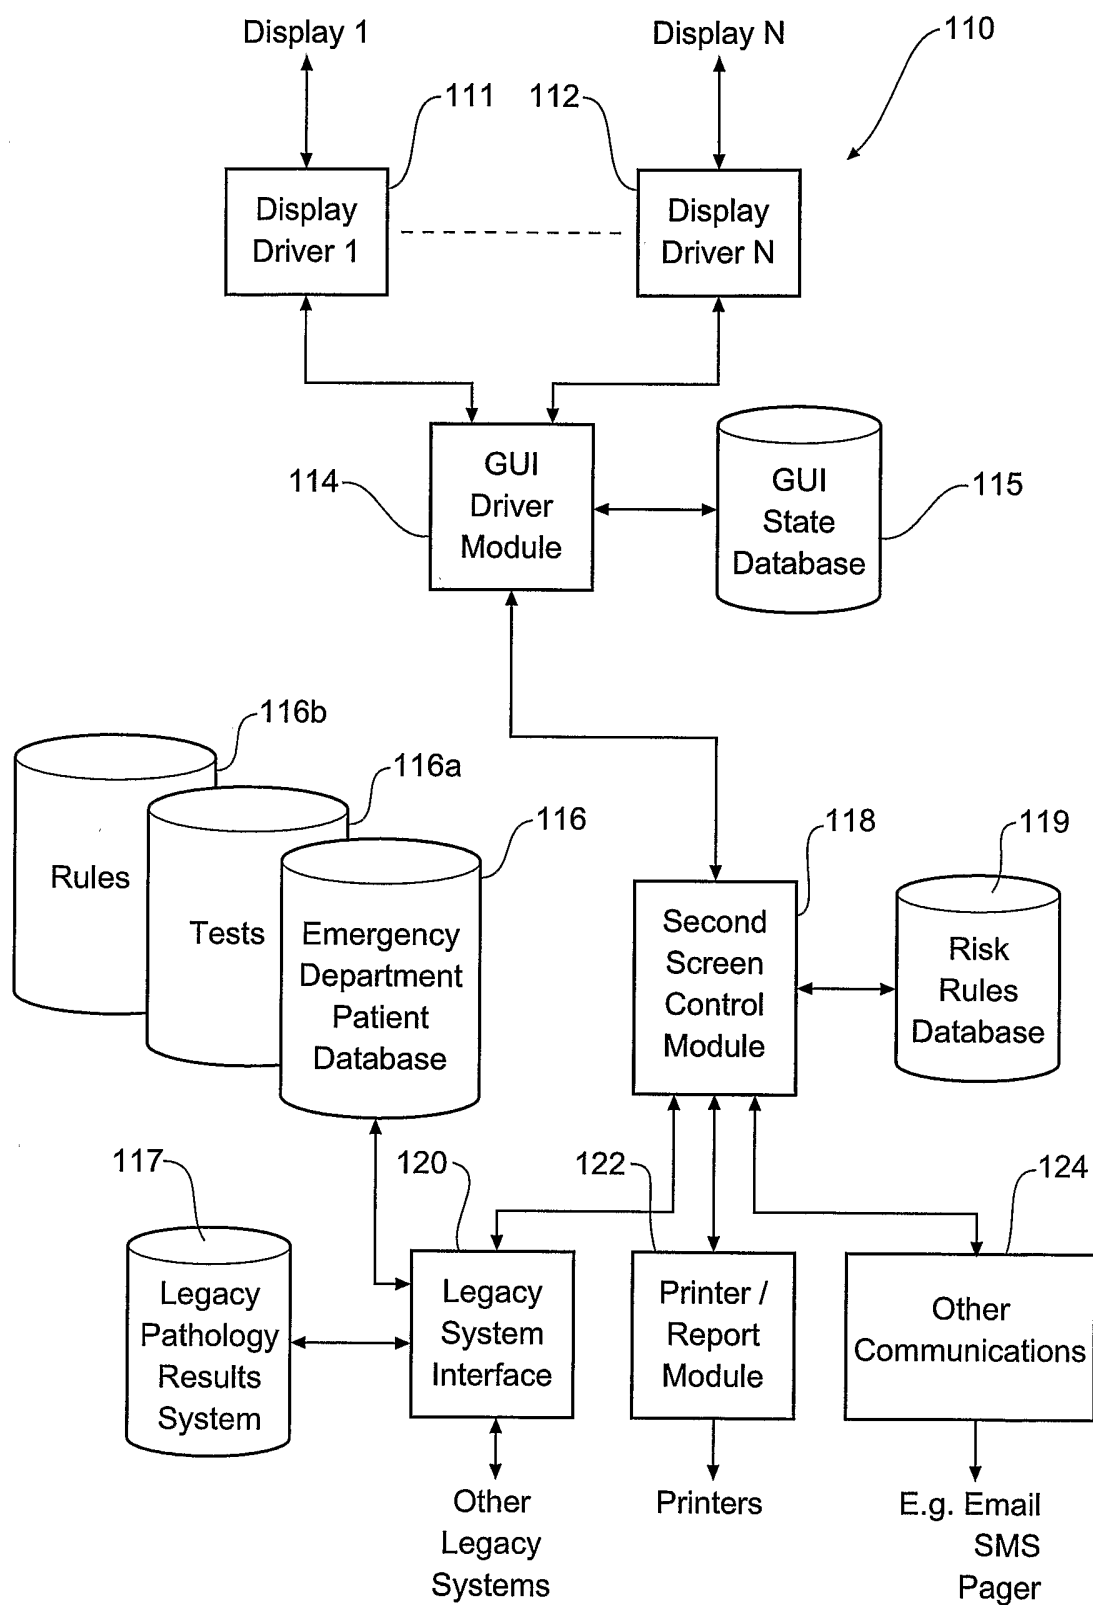 Display 1
Display N
110
111
112
Display
Driver 1
Display
Driver N
GUI
Driver
Module
114
GUI
State
Database
115
116b
116a
116
Rules
Tests
Emergency
Department
Patient
Database
118
119
Second
Screen
Control
Module
Risk
Rules
Database
117
120
122
124
Legacy
Pathology
Results
System
Legacy
System
Interface
Printer /
Report
Module
Other
Communications
Other
Legacy
Systems
Printers
E.g. Email
SMS
Pager